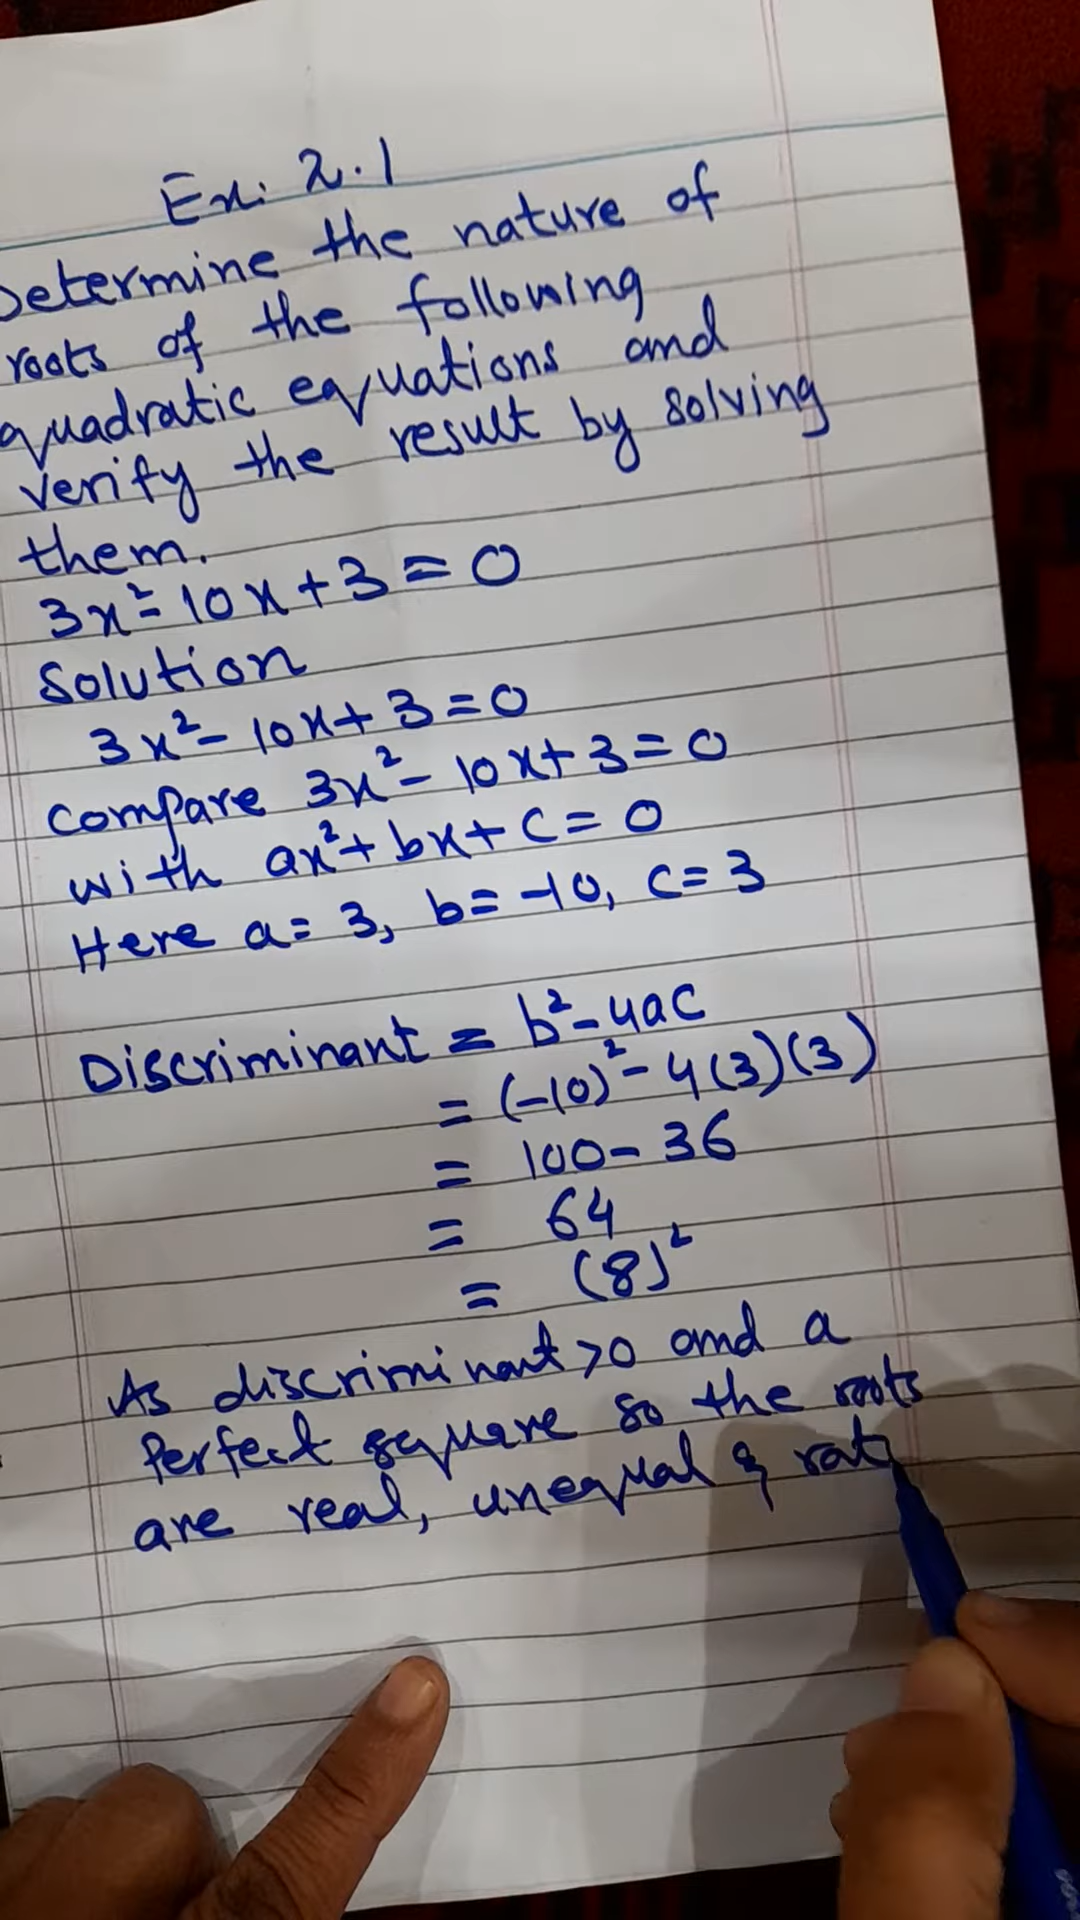 Ex: 2.1
Determine the nature of
roots of the following
quadratic equations and
verify the result by solving
them.
3x²-10x+3=0
Solution
3x²-10x+3=0
Compare 3x²-10x+3=0
with ax²+bx+c=0
Here a=3, b=-10, c=3
Discriminant = b²-4ac
= (-10)²-4(3)(3)
= 100-36
= 64
= (8)²
As discriminant >0 and a
Perfect square so the roots
are real, unequal & rati